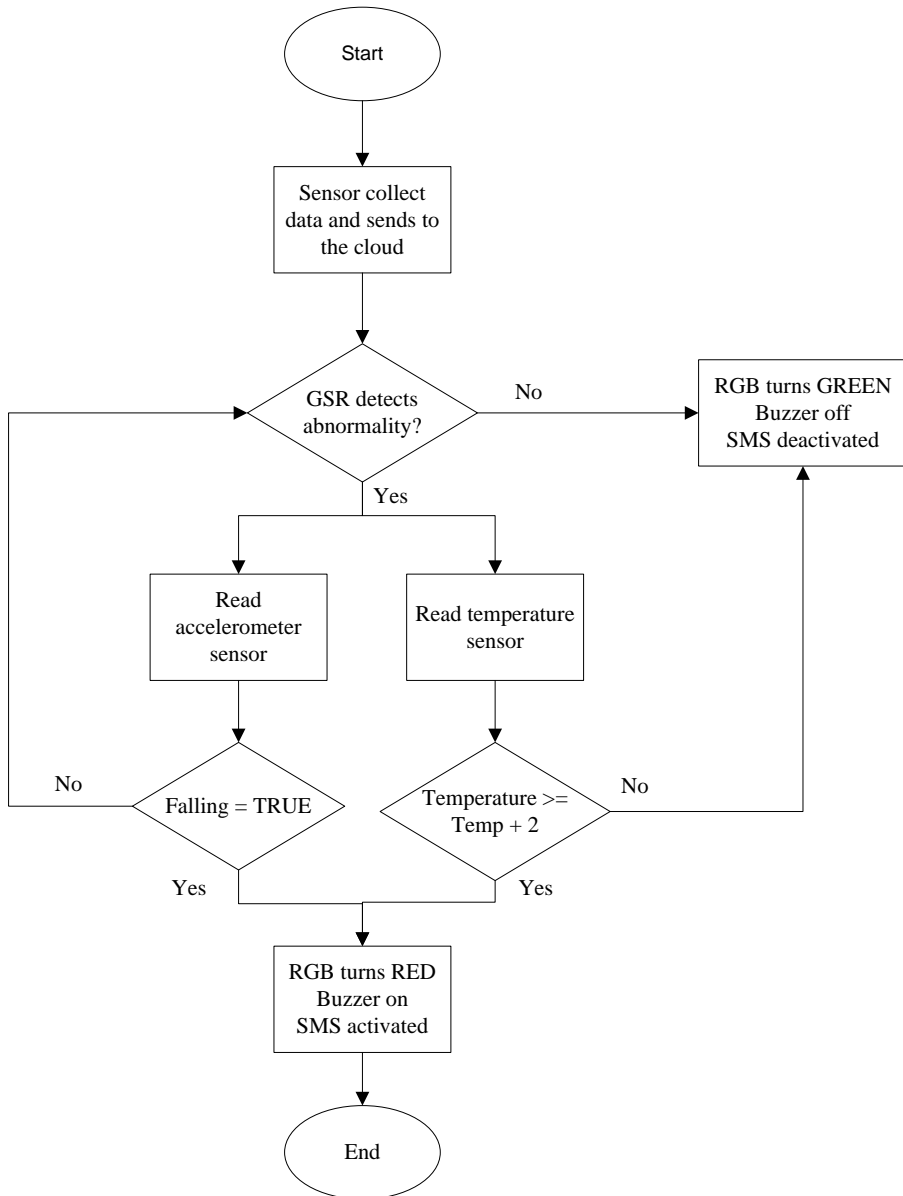 Start
Sensor collect
data and sends to
the cloud
GSR detects
abnormality?
No
RGB turns GREEN
Buzzer off
SMS deactivated
Yes
Read
accelerometer
sensor
Read temperature
sensor
No
Falling = TRUE
Temperature >=
Temp + 2
No
Yes
Yes
RGB turns RED
Buzzer on
SMS activated
End